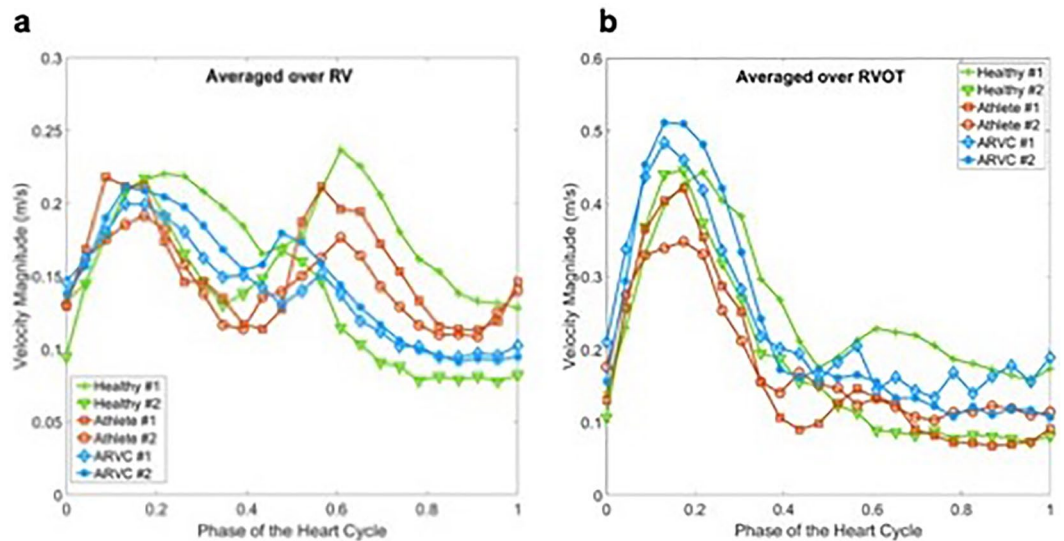 a
Averaged over RV
Velocity Magnitude (m/s)
0.3
0.25
0.2
0.15
0.1
0.05
0
Healthy #1
Healthy #2
Athlete #1
Athlete #2
ARVC #1
ARVC #2
0 0.2 0.4 0.6 0.8 1
Phase of the Heart Cycle
b
Averaged over RVOT
Velocity Magnitude (m/s)
0.6
0.5
0.4
0.3
0.2
0.1
0
Healthy #1
Healthy #2
Athlete #1
Athlete #2
ARVC #1
ARVC #2
0 0.2 0.4 0.6 0.8 1
Phase of the Heart Cycle